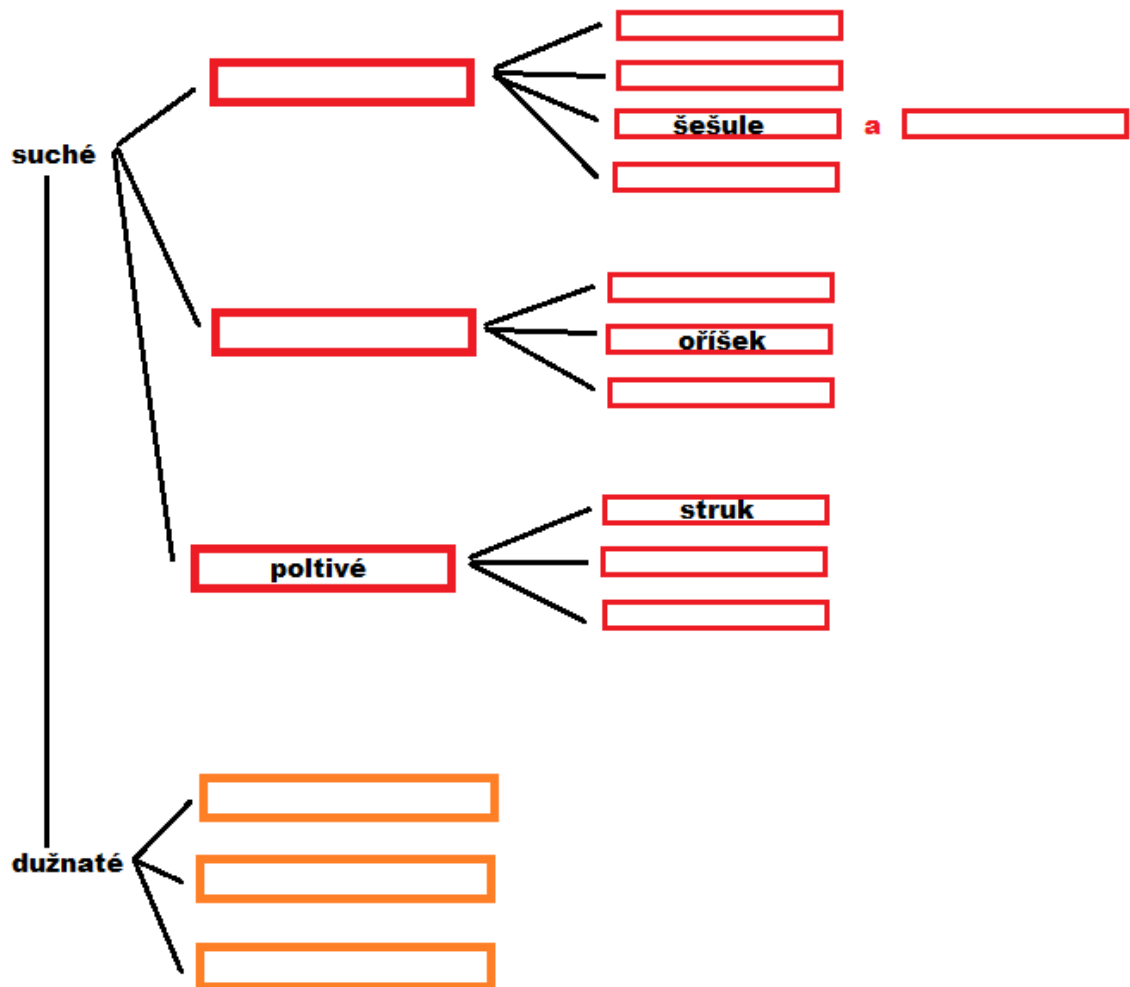 šešule a
suché
oříšek
struk
poltivé
dužnaté